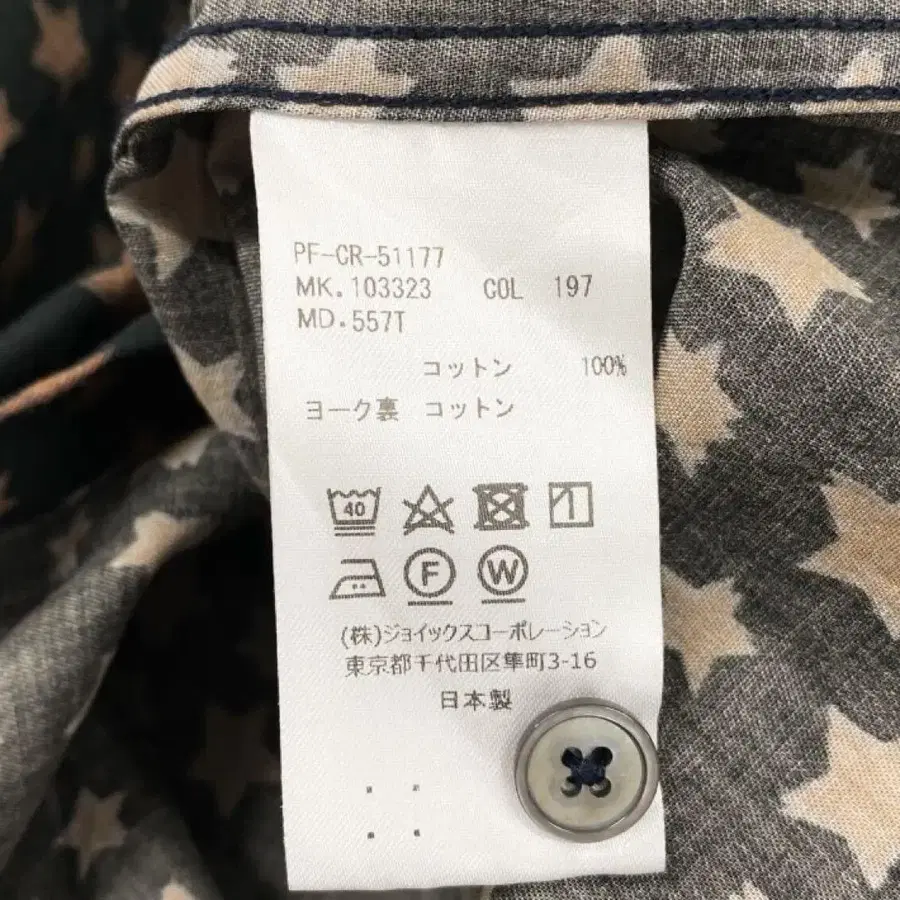 PF-CR-51177
MK.103323 COL 197
MD.557T
コットン 100%
ヨーク裏 コットン
40
F W
(株)ジョイックスコーポレーション
東京都千代田区隼町3-16
日本製